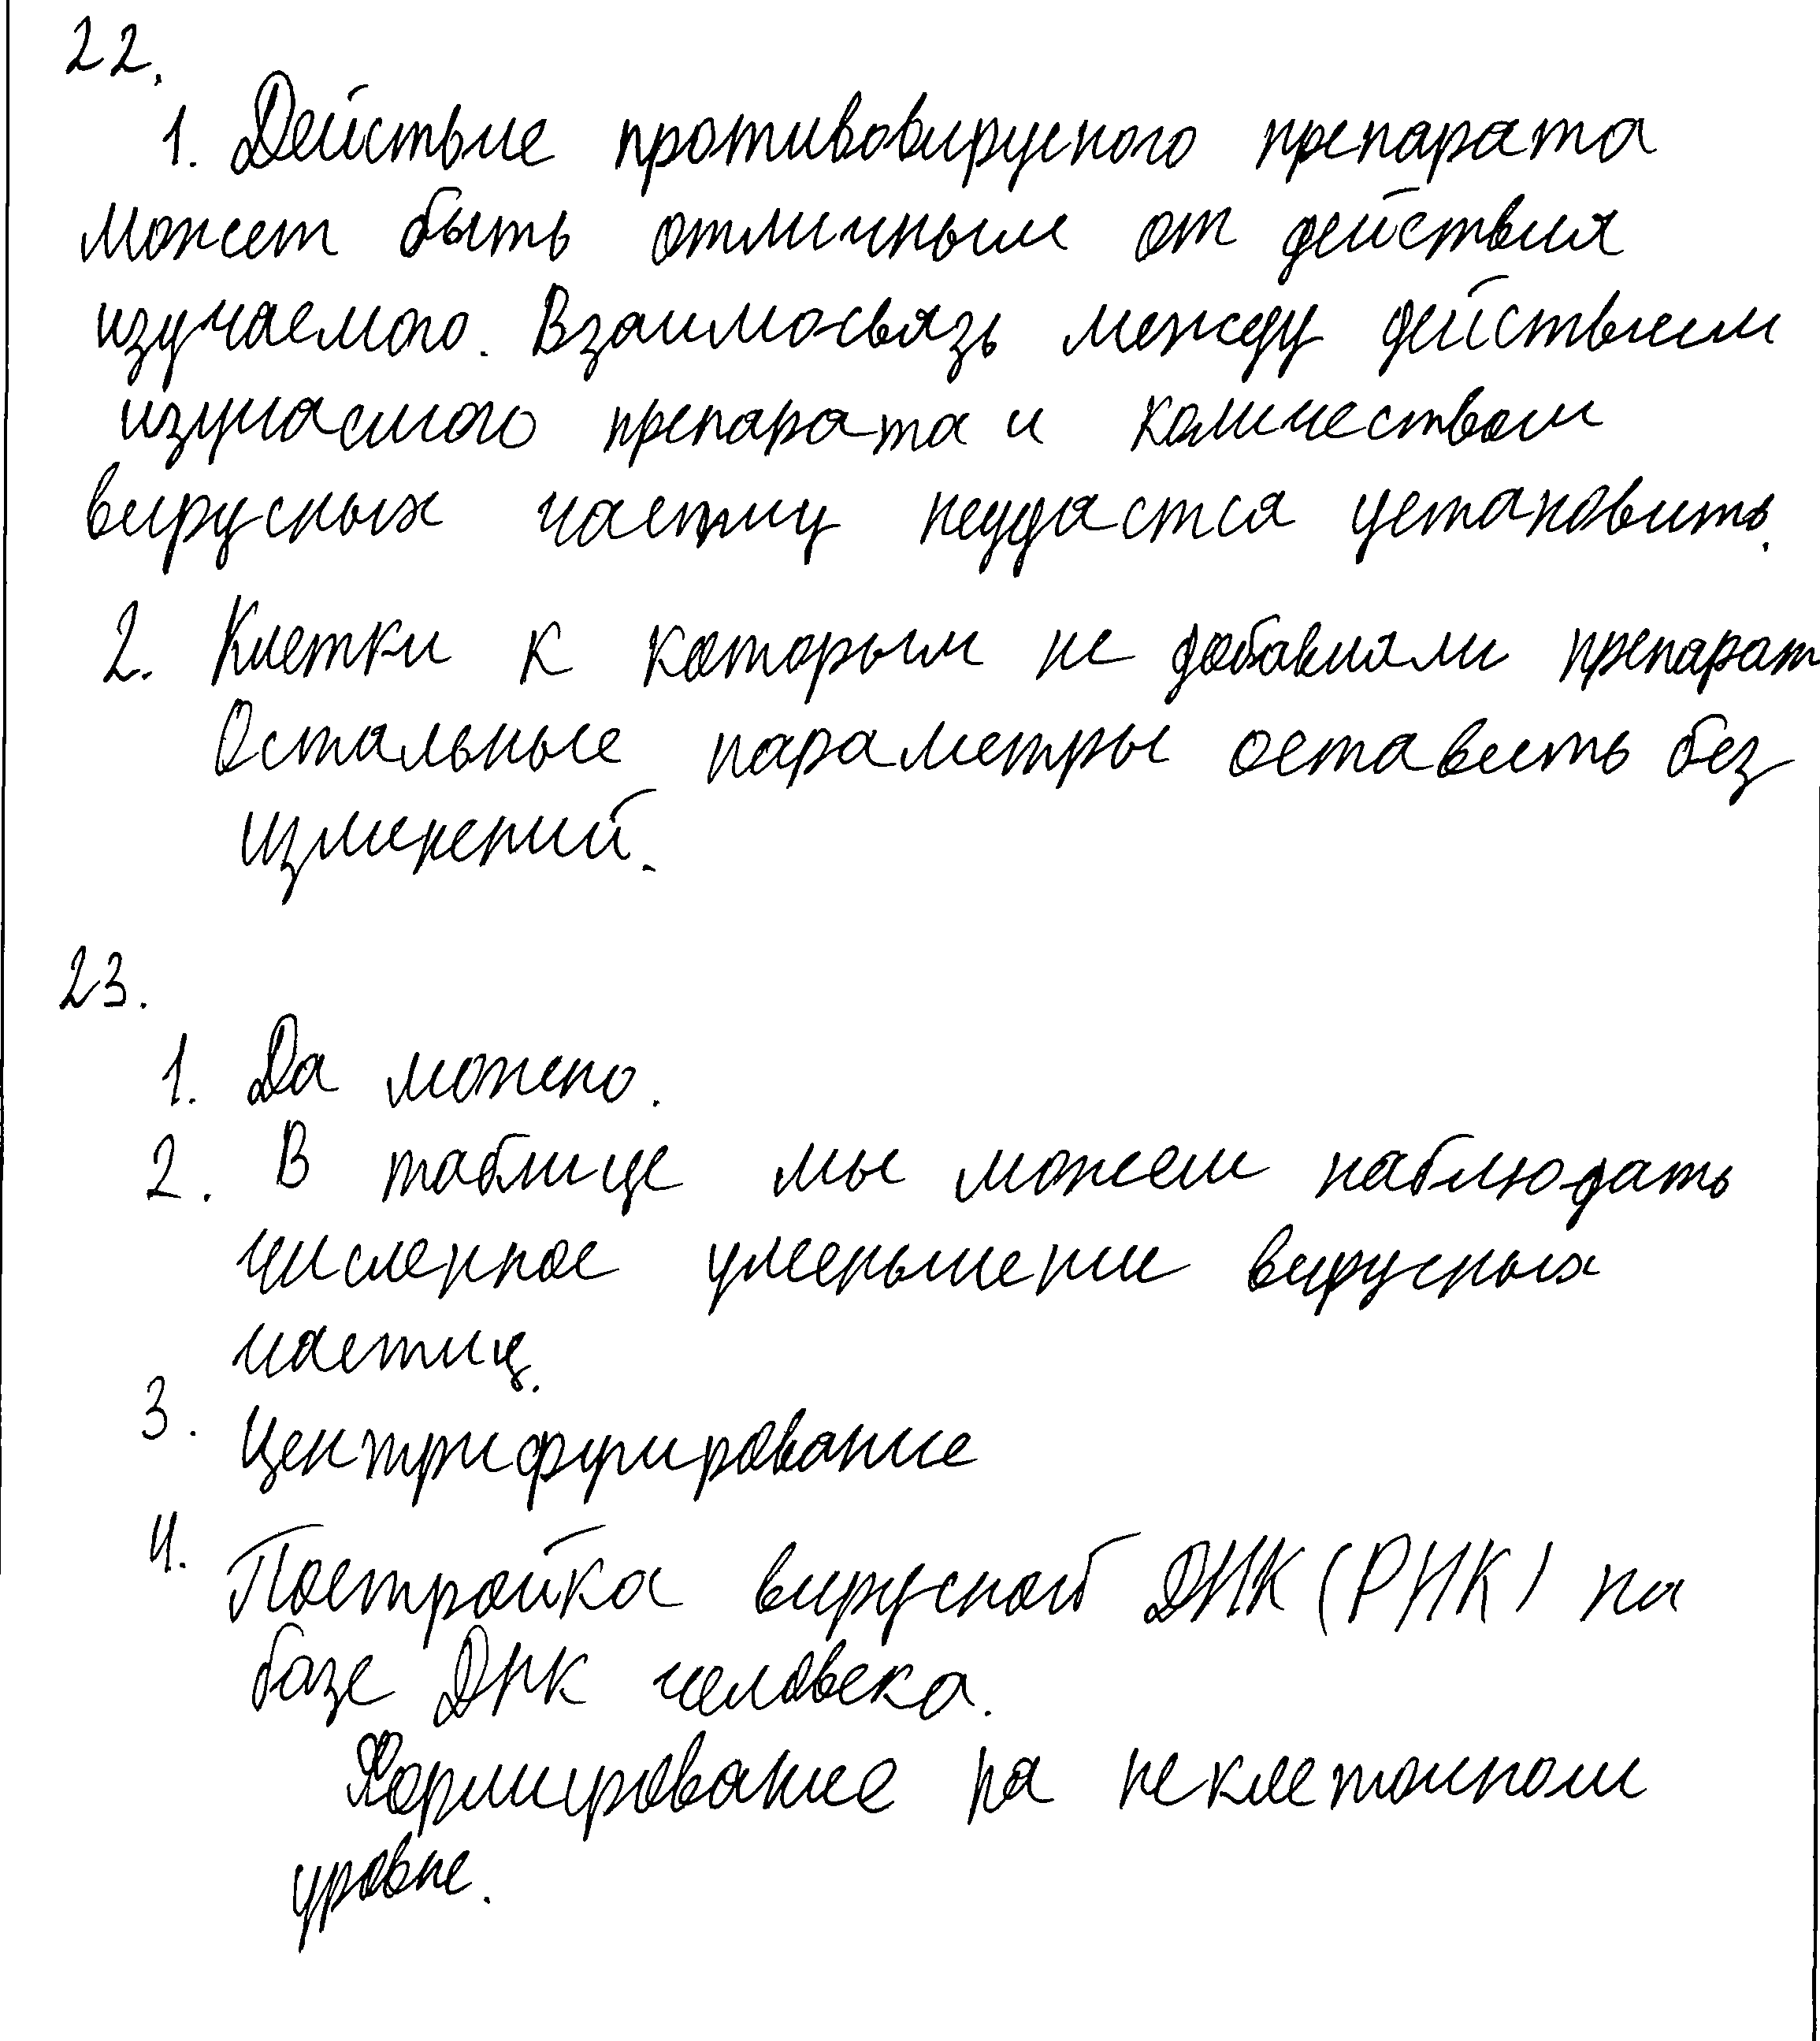 22.
1. Действие противовирусного препарата
может быть отличным от действия
изучаемого. Взаимосвязь между действием
изучаемого препарата и количеством
вирусных частиц неудастся установить.
2. Клетки к которым не добавляли препарат
Остальные параметры оставить без
изменений.
23.
1. Да можно.
2. В таблице мы можем наблюдать
численное уменьшение вирусных
частиц.
3. Центрифугирование
4. Постройка вирусной ДНК (РНК) на
базе ДНК человека.
Формирование на неклеточном
уровне.